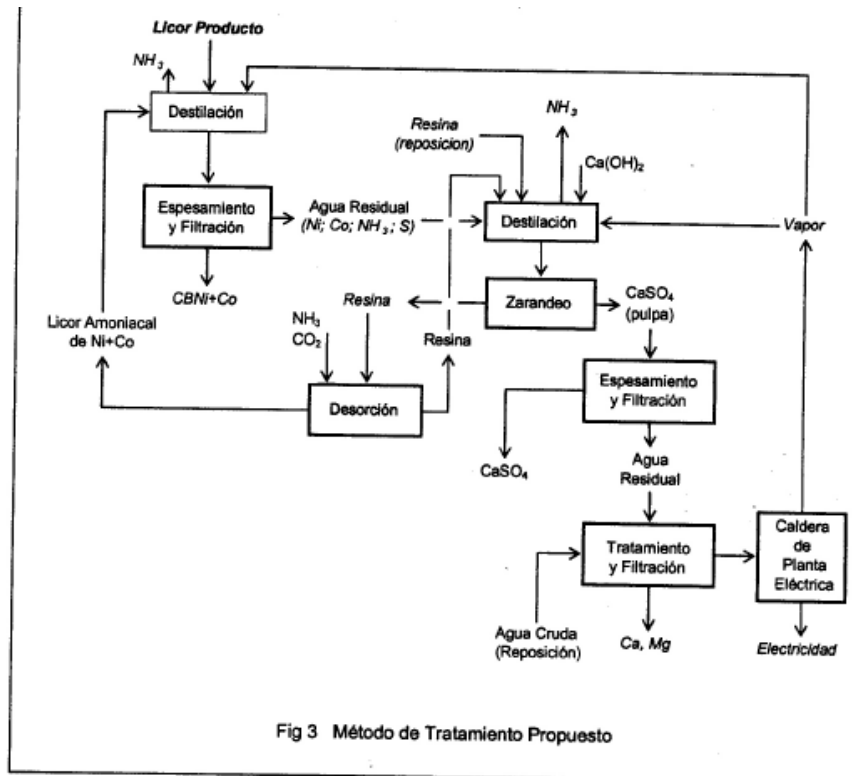 Licor Producto
NH₃
Destilación
Resina
(reposicion)
NH₃
Ca(OH)₂
Espesamiento
y Filtración
Agua Residual
(Ni; Co; NH₃; S)
Destilación
Vapor
CBNi+Co
Resina
Zarandeo
CaSO₄
(pulpa)
Licor Amoniacal
de Ni+Co
NH₃
CO₂
Resina
Desorción
Espesamiento
y Filtración
CaSO₄
Agua
Residual
Tratamiento
y Filtración
Caldera
de
Planta
Eléctrica
Agua Cruda
(Reposición)
Ca, Mg
Electricidad
Fig 3 Método de Tratamiento Propuesto